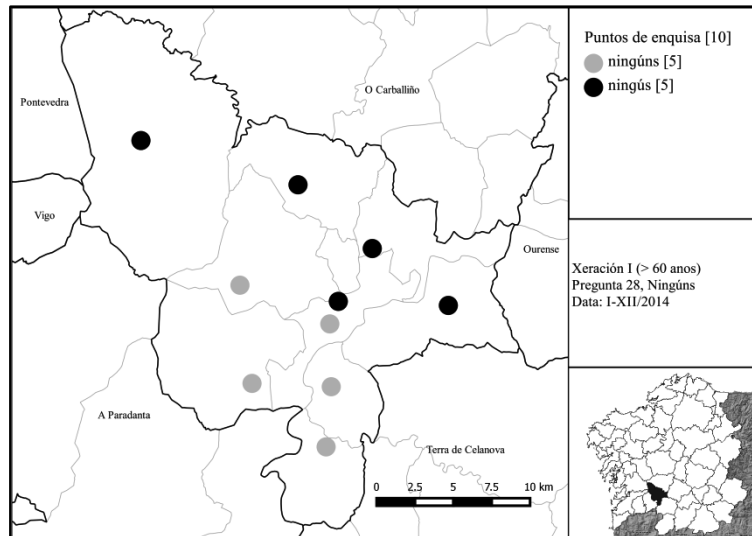 Puntos de enquisa [10]
ningúns [5]
ningús [5]
O Carballiño
Pontevedra
Vigo
Ourense
Xeración I (> 60 anos)
Pregunta 28, Ningúns
Data: I-XII/2014
A Paradanta
Terra de Celanova
0 2,5 5 7,5 10 km